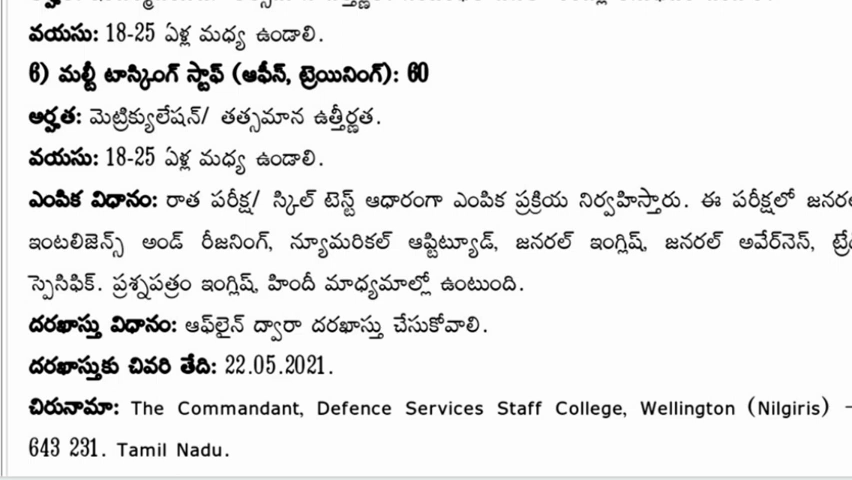 వయసు: 18-25 ఏళ్ల మధ్య ఉండాలి.
6) మల్టీ టాస్కింగ్ స్టాఫ్ (ఆఫీస్, ట్రెయినింగ్): 60
అర్హత: మెట్రిక్యులేషన్/ తత్సమాన ఉత్తీర్ణత.
వయసు: 18-25 ఏళ్ల మధ్య ఉండాలి.
ఎంపిక విధానం: రాత పరీక్ష/ స్కిల్ టెస్ట్ ఆధారంగా ఎంపిక ప్రక్రియ నిర్వహిస్తారు. ఈ పరీక్షలో
ఇంటలిజెన్స్ అండ్ రీజనింగ్, న్యూమరికల్ ఆప్టిట్యూడ్, జనరల్ ఇంగ్లిష్, జనరల్ అవేర్‌నెస్,
స్పెసిఫిక్. ప్రశ్నపత్రం ఇంగ్లిష్, హిందీ మాధ్యమాల్లో ఉంటుంది.
దరఖాస్తు విధానం: ఆఫ్‌లైన్ ద్వారా దరఖాస్తు చేసుకోవాలి.
దరఖాస్తుకు చివరి తేది: 22.05.2021.
చిరునామా: The Commandant, Defence Services Staff College, Wellington (Nilgiris) –
643 231. Tamil Nadu.